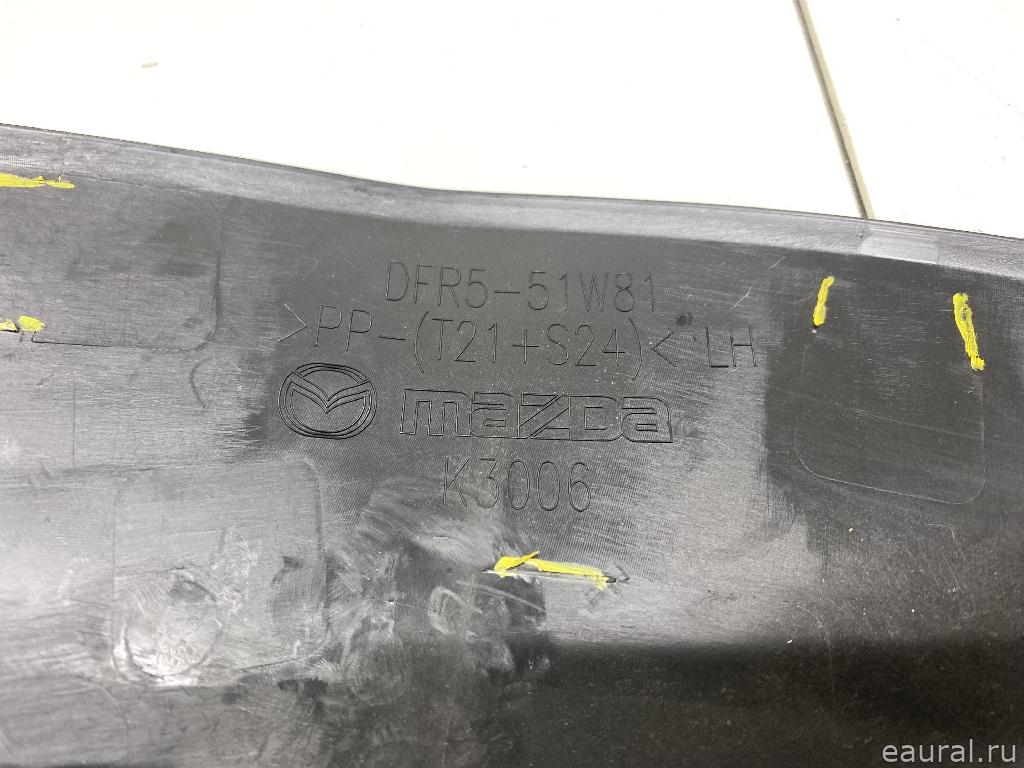 DFR5-51W81
>PP-(T21+S24)< LH
mazda
K3006
eaural.ru